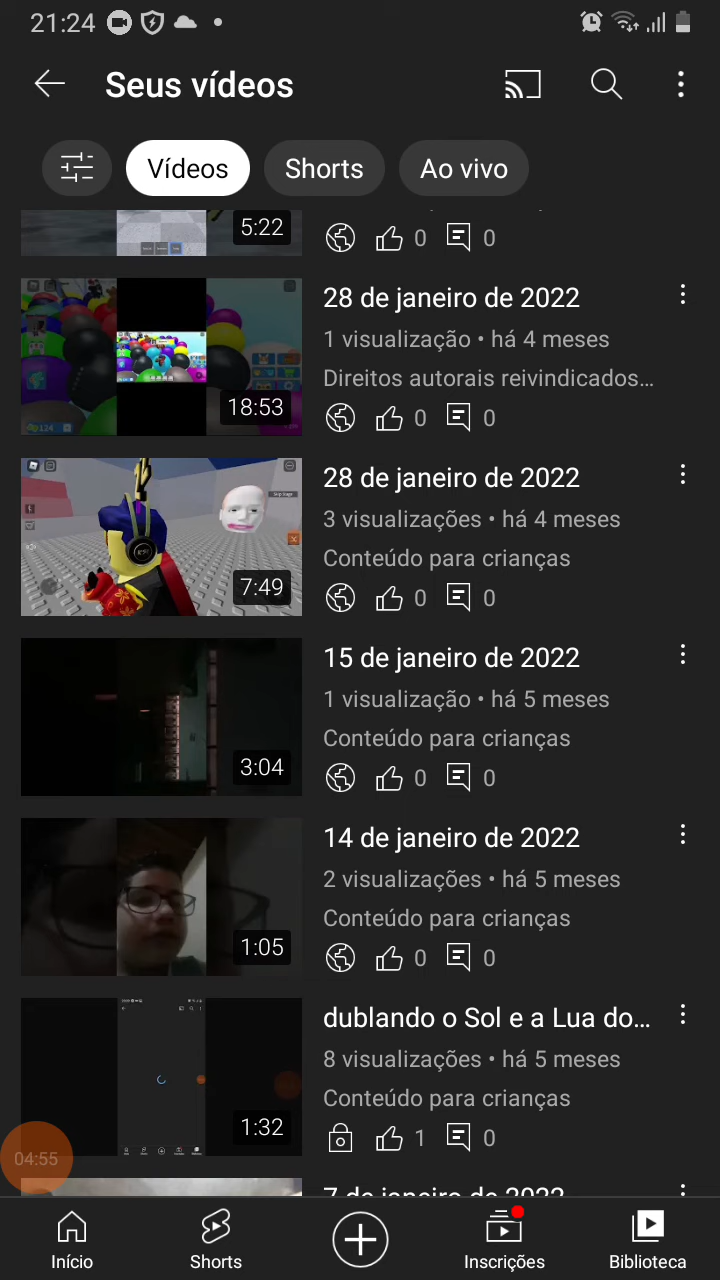 21:24
Seus vídeos
Vídeos
Shorts
Ao vivo
5:22
0
0
28 de janeiro de 2022
1 visualização • há 4 meses
Direitos autorais reivindicados...
18:53
0
0
28 de janeiro de 2022
3 visualizações • há 4 meses
Conteúdo para crianças
7:49
0
0
15 de janeiro de 2022
1 visualização • há 5 meses
Conteúdo para crianças
3:04
0
0
14 de janeiro de 2022
2 visualizações • há 5 meses
Conteúdo para crianças
1:05
0
0
dublando o Sol e a Lua do...
8 visualizações • há 5 meses
Conteúdo para crianças
1:32
1
0
04:55
7 de janeiro de 2022
Início
Shorts
Inscrições
Biblioteca